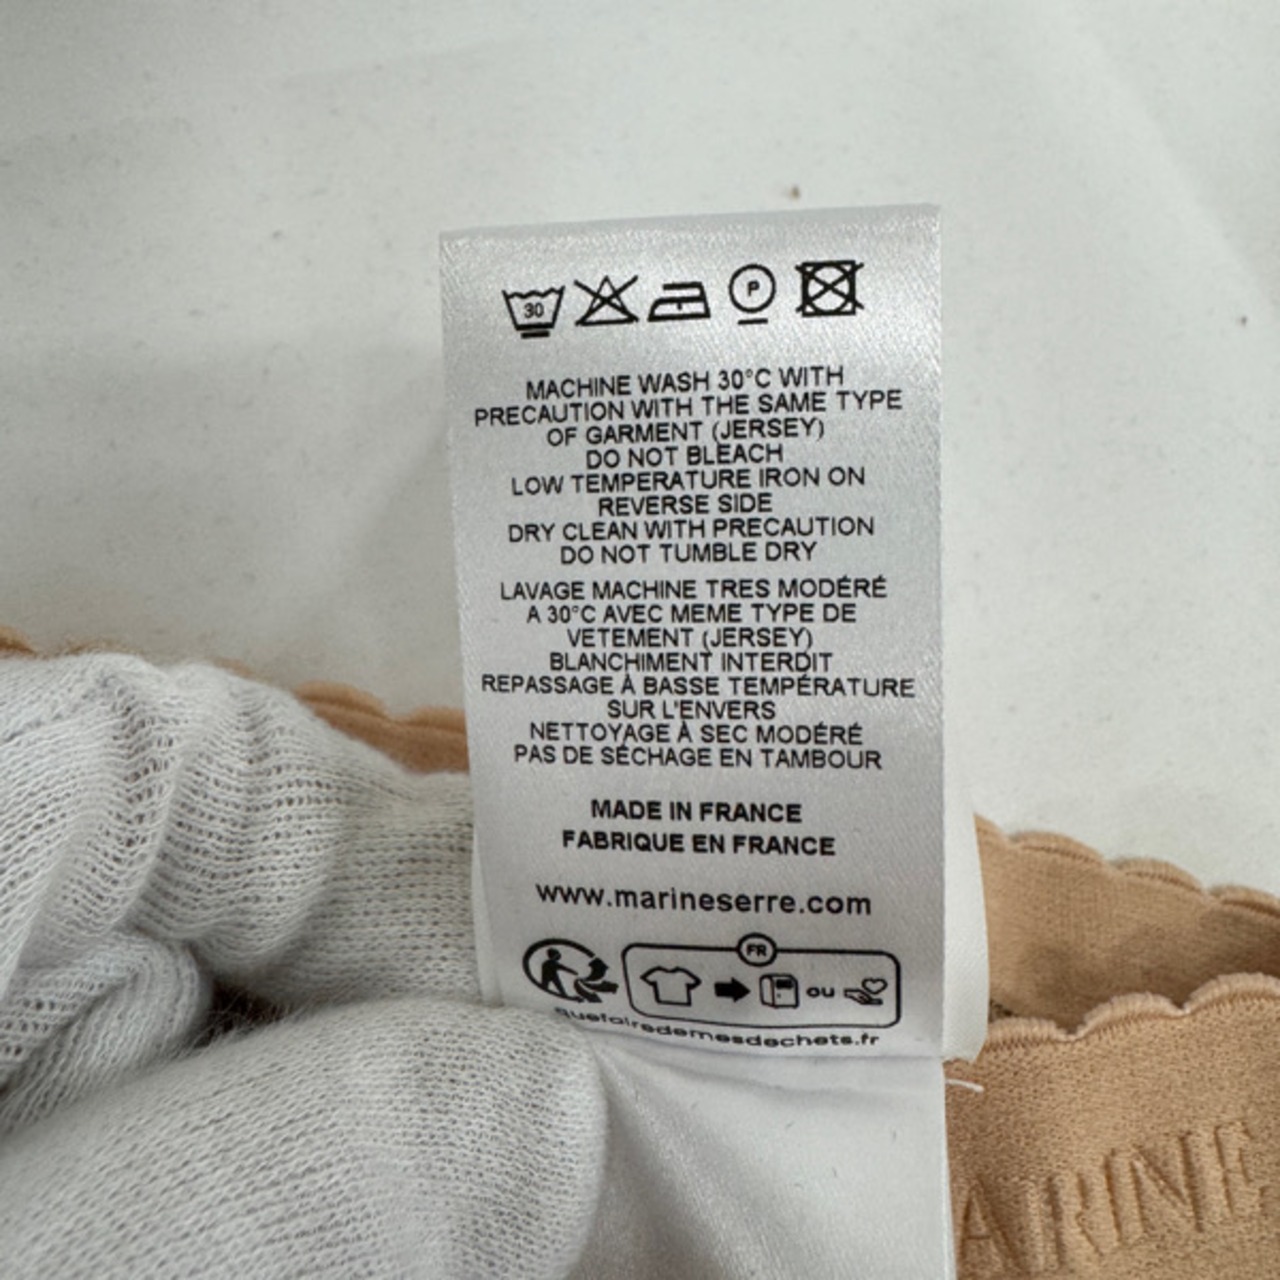 30
P
MACHINE WASH 30°C WITH
PRECAUTION WITH THE SAME TYPE
OF GARMENT (JERSEY)
DO NOT BLEACH
LOW TEMPERATURE IRON ON
REVERSE SIDE
DRY CLEAN WITH PRECAUTION
DO NOT TUMBLE DRY
LAVAGE MACHINE TRES MODÉRÉ
A 30°C AVEC MEME TYPE DE
VETEMENT (JERSEY)
BLANCHIMENT INTERDIT
REPASSAGE À BASSE TEMPÉRATURE
SUR L'ENVERS
NETTOYAGE À SEC MODÉRÉ
PAS DE SÉCHAGE EN TAMBOUR
MADE IN FRANCE
FABRIQUE EN FRANCE
www.marineserre.com
FR
ou
quefairedemesdechets.fr
ARINE